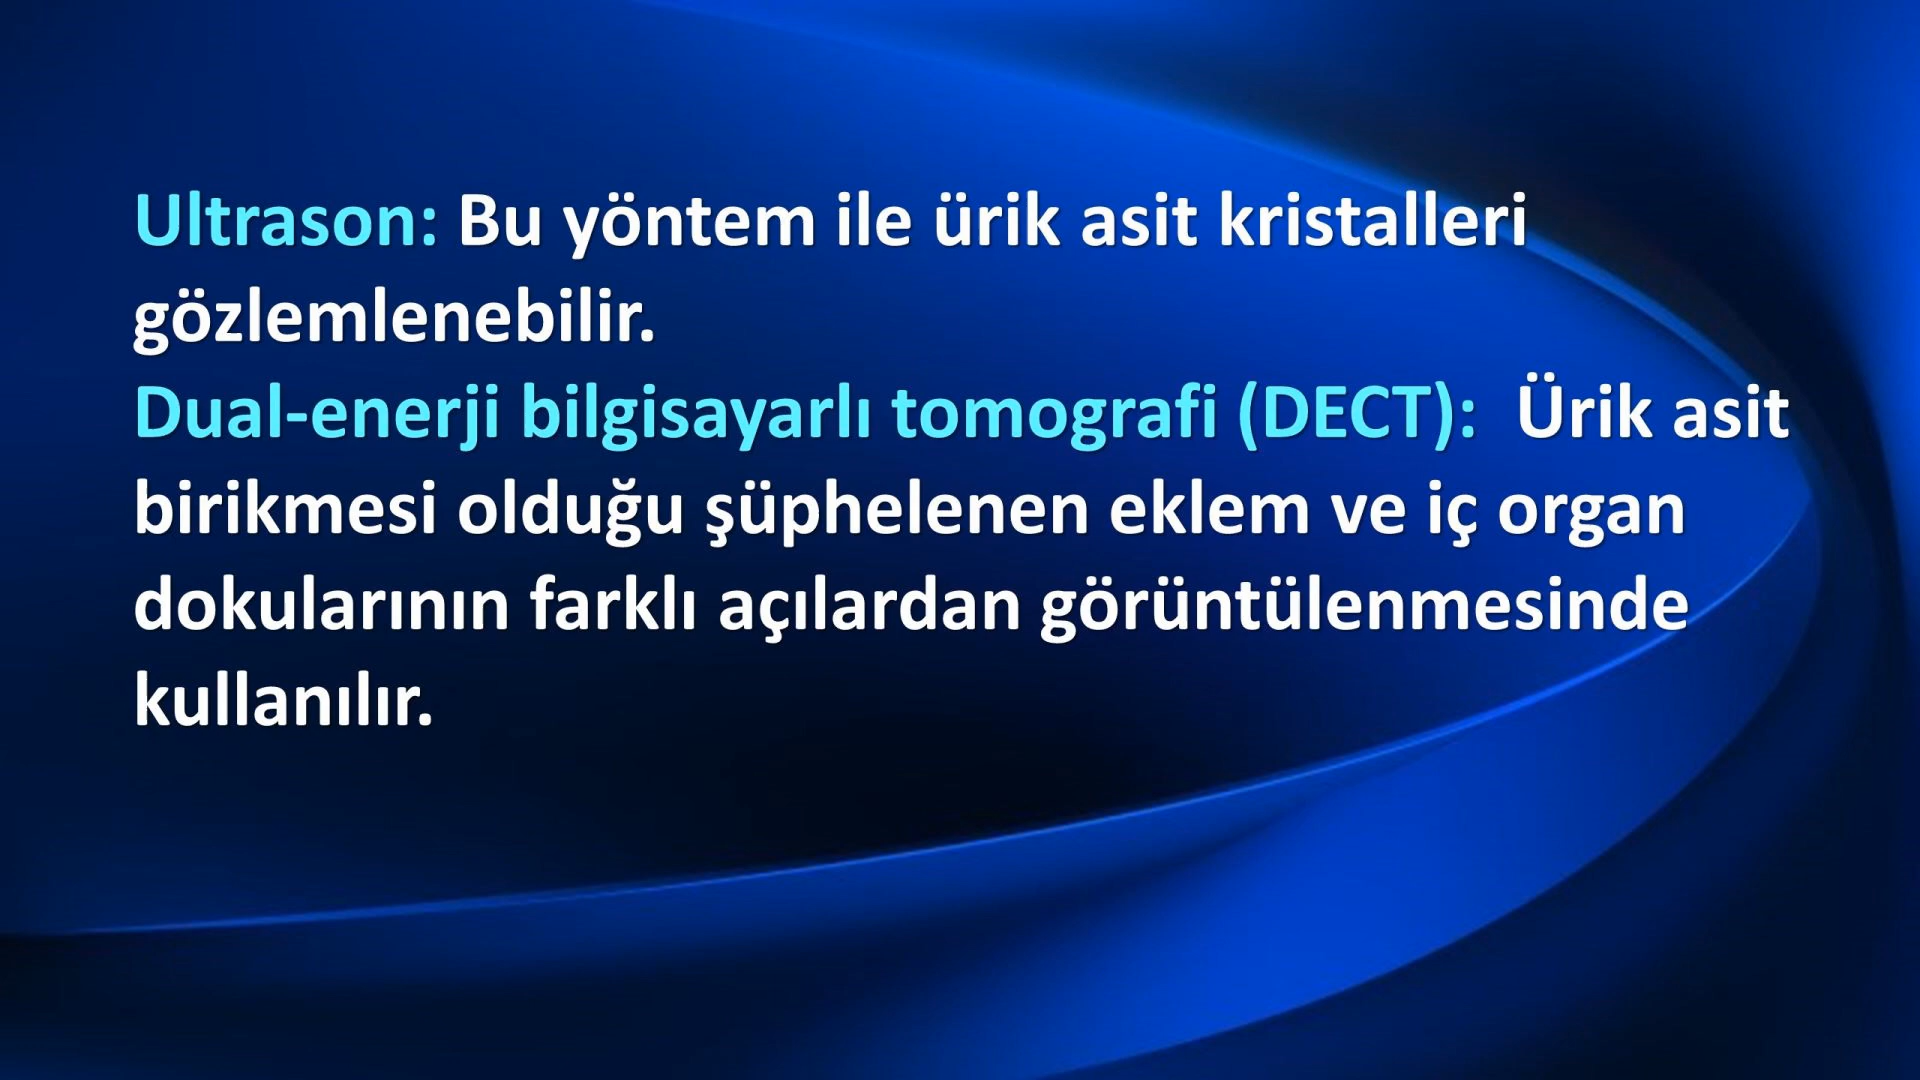 Ultrason: Bu yöntem ile ürik asit kristalleri
gözlemlenebilir.
Dual-enerji bilgisayarlı tomografi (DECT):  Ürik asit
birikmesi olduğu şüphelenen eklem ve iç organ
dokularının farklı açılardan görüntülenmesinde
kullanılır.